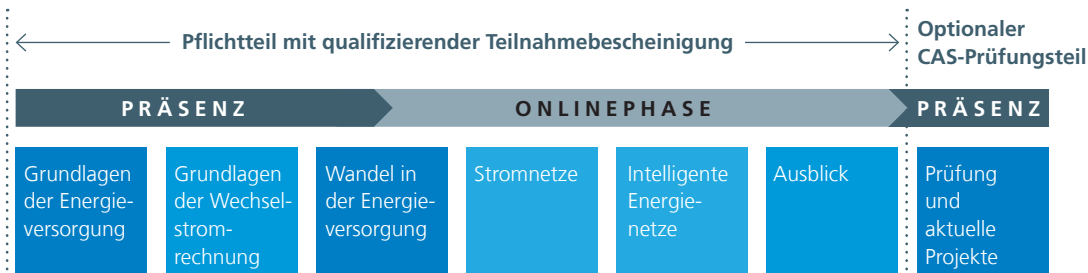 Pflichtteil mit qualifizierender Teilnahmebescheinigung
Optionaler
CAS-Prüfungsteil
PRÄSENZ
ONLINEPHASE
PRÄSENZ
Grundlagen
der Energie-
versorgung
Grundlagen
der Wechsel-
strom-
rechnung
Wandel in
der Energie-
versorgung
Stromnetze
Intelligente
Energie-
netze
Ausblick
Prüfung
und
aktuelle
Projekte